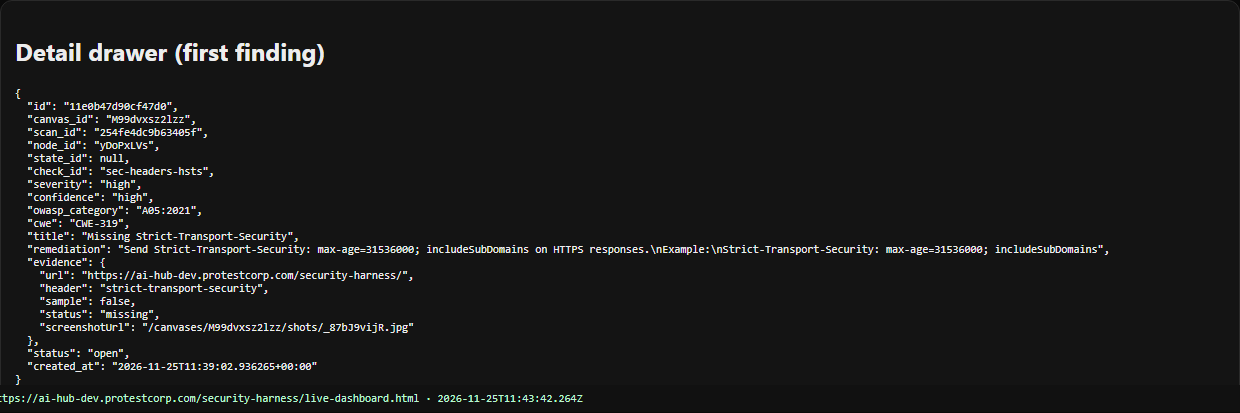 Detail drawer (first finding)
{
  "id": "11e0b47d90cf47d0",
  "canvas_id": "M99dvxsz2lzz",
  "scan_id": "254fe4dc9b63405f",
  "node_id": "yDoPxLVs",
  "state_id": null,
  "check_id": "sec-headers-hsts",
  "severity": "high",
  "confidence": "high",
  "owasp_category": "A05:2021",
  "cwe": "CWE-319",
  "title": "Missing Strict-Transport-Security",
  "remediation": "Send Strict-Transport-Security: max-age=31536000; includeSubDomains on HTTPS responses.\nExample:\nStrict-Transport-Security: max-age=31536000; includeSubDomains",
  "evidence": {
    "url": "https://ai-hub-dev.protestcorp.com/security-harness/",
    "header": "strict-transport-security",
    "sample": false,
    "status": "missing",
    "screenshotUrl": "/canvases/M99dvxsz2lzz/shots/_87bJ9vijR.jpg"
  },
  "status": "open",
  "created_at": "2026-11-25T11:39:02.936265+00:00"
}
ttps://ai-hub-dev.protestcorp.com/security-harness/live-dashboard.html · 2026-11-25T11:43:42.264Z